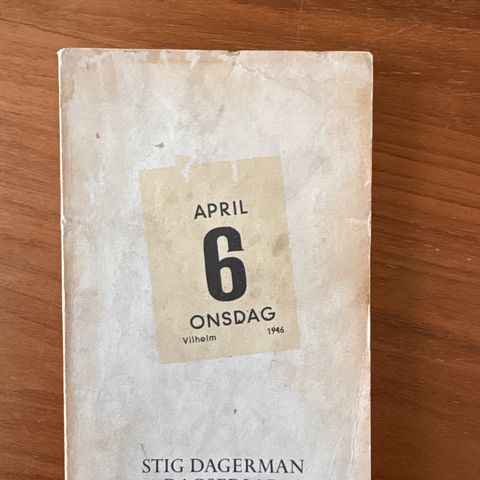 APRIL
6
ONSDAG
Vilhelm 1946
STIG DAGERMAN